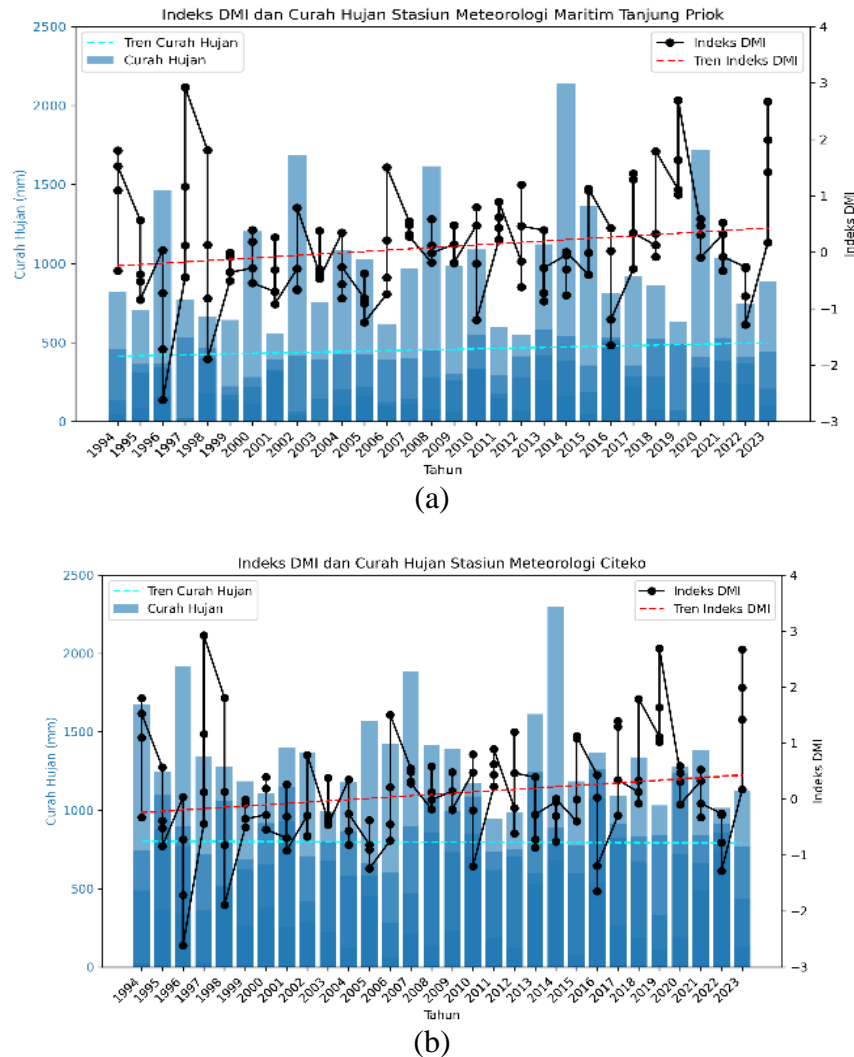 Indeks DMI dan Curah Hujan Stasiun Meteorologi Maritim Tanjung Priok
Tren Curah Hujan
Curah Hujan
Indeks DMI
Tren Indeks DMI
2500
2000
1500
1000
500
0
Curah Hujan (mm)
4
3
2
1
0
−1
−2
−3
Indeks DMI
1994 1995 1996 1997 1998 1999 2000 2001 2002 2003 2004 2005 2006 2007 2008 2009 2010 2011 2012 2013 2014 2015 2016 2017 2018 2019 2020 2021 2022 2023
Tahun
(a)
Indeks DMI dan Curah Hujan Stasiun Meteorologi Citeko
Tren Curah Hujan
Curah Hujan
Indeks DMI
Tren Indeks DMI
2500
2000
1500
1000
500
0
Curah Hujan (mm)
4
3
2
1
0
−1
−2
−3
Indeks DMI
1994 1995 1996 1997 1998 1999 2000 2001 2002 2003 2004 2005 2006 2007 2008 2009 2010 2011 2012 2013 2014 2015 2016 2017 2018 2019 2020 2021 2022 2023
Tahun
(b)